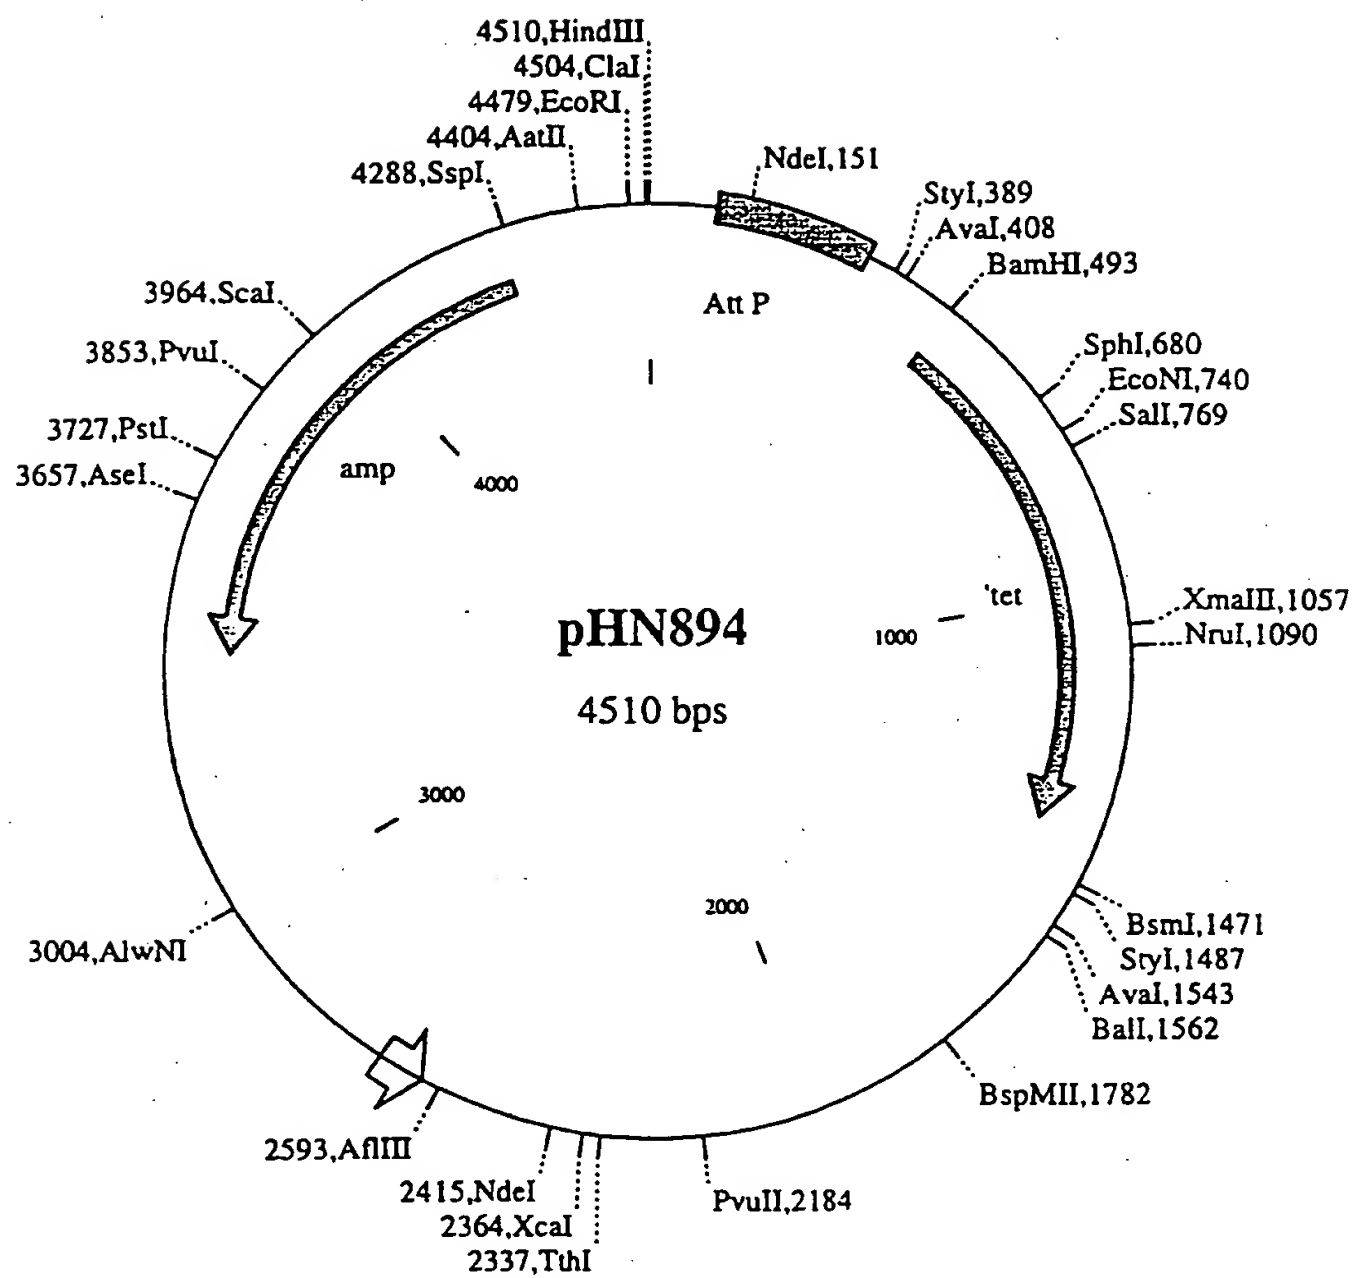 4510,HindIII
4504,ClaI
4479,EcoRI
4404,AatII
4288,SspI
NdeI,151
StyI,389
AvaI,408
BamHI,493
3964,ScaI
Att P
3853,PvuI
SphI,680
EcoNI,740
SalI,769
3727,PstI
3657,AseI
amp
4000
'tet
XmaIII,1057
NruI,1090
1000
pHN894
4510 bps
3000
2000
BsmI,1471
StyI,1487
AvaI,1543
BalI,1562
3004,AlwNI
BspMII,1782
2593,AflIII
2415,NdeI
2364,XcaI
2337,TthI
PvuII,2184